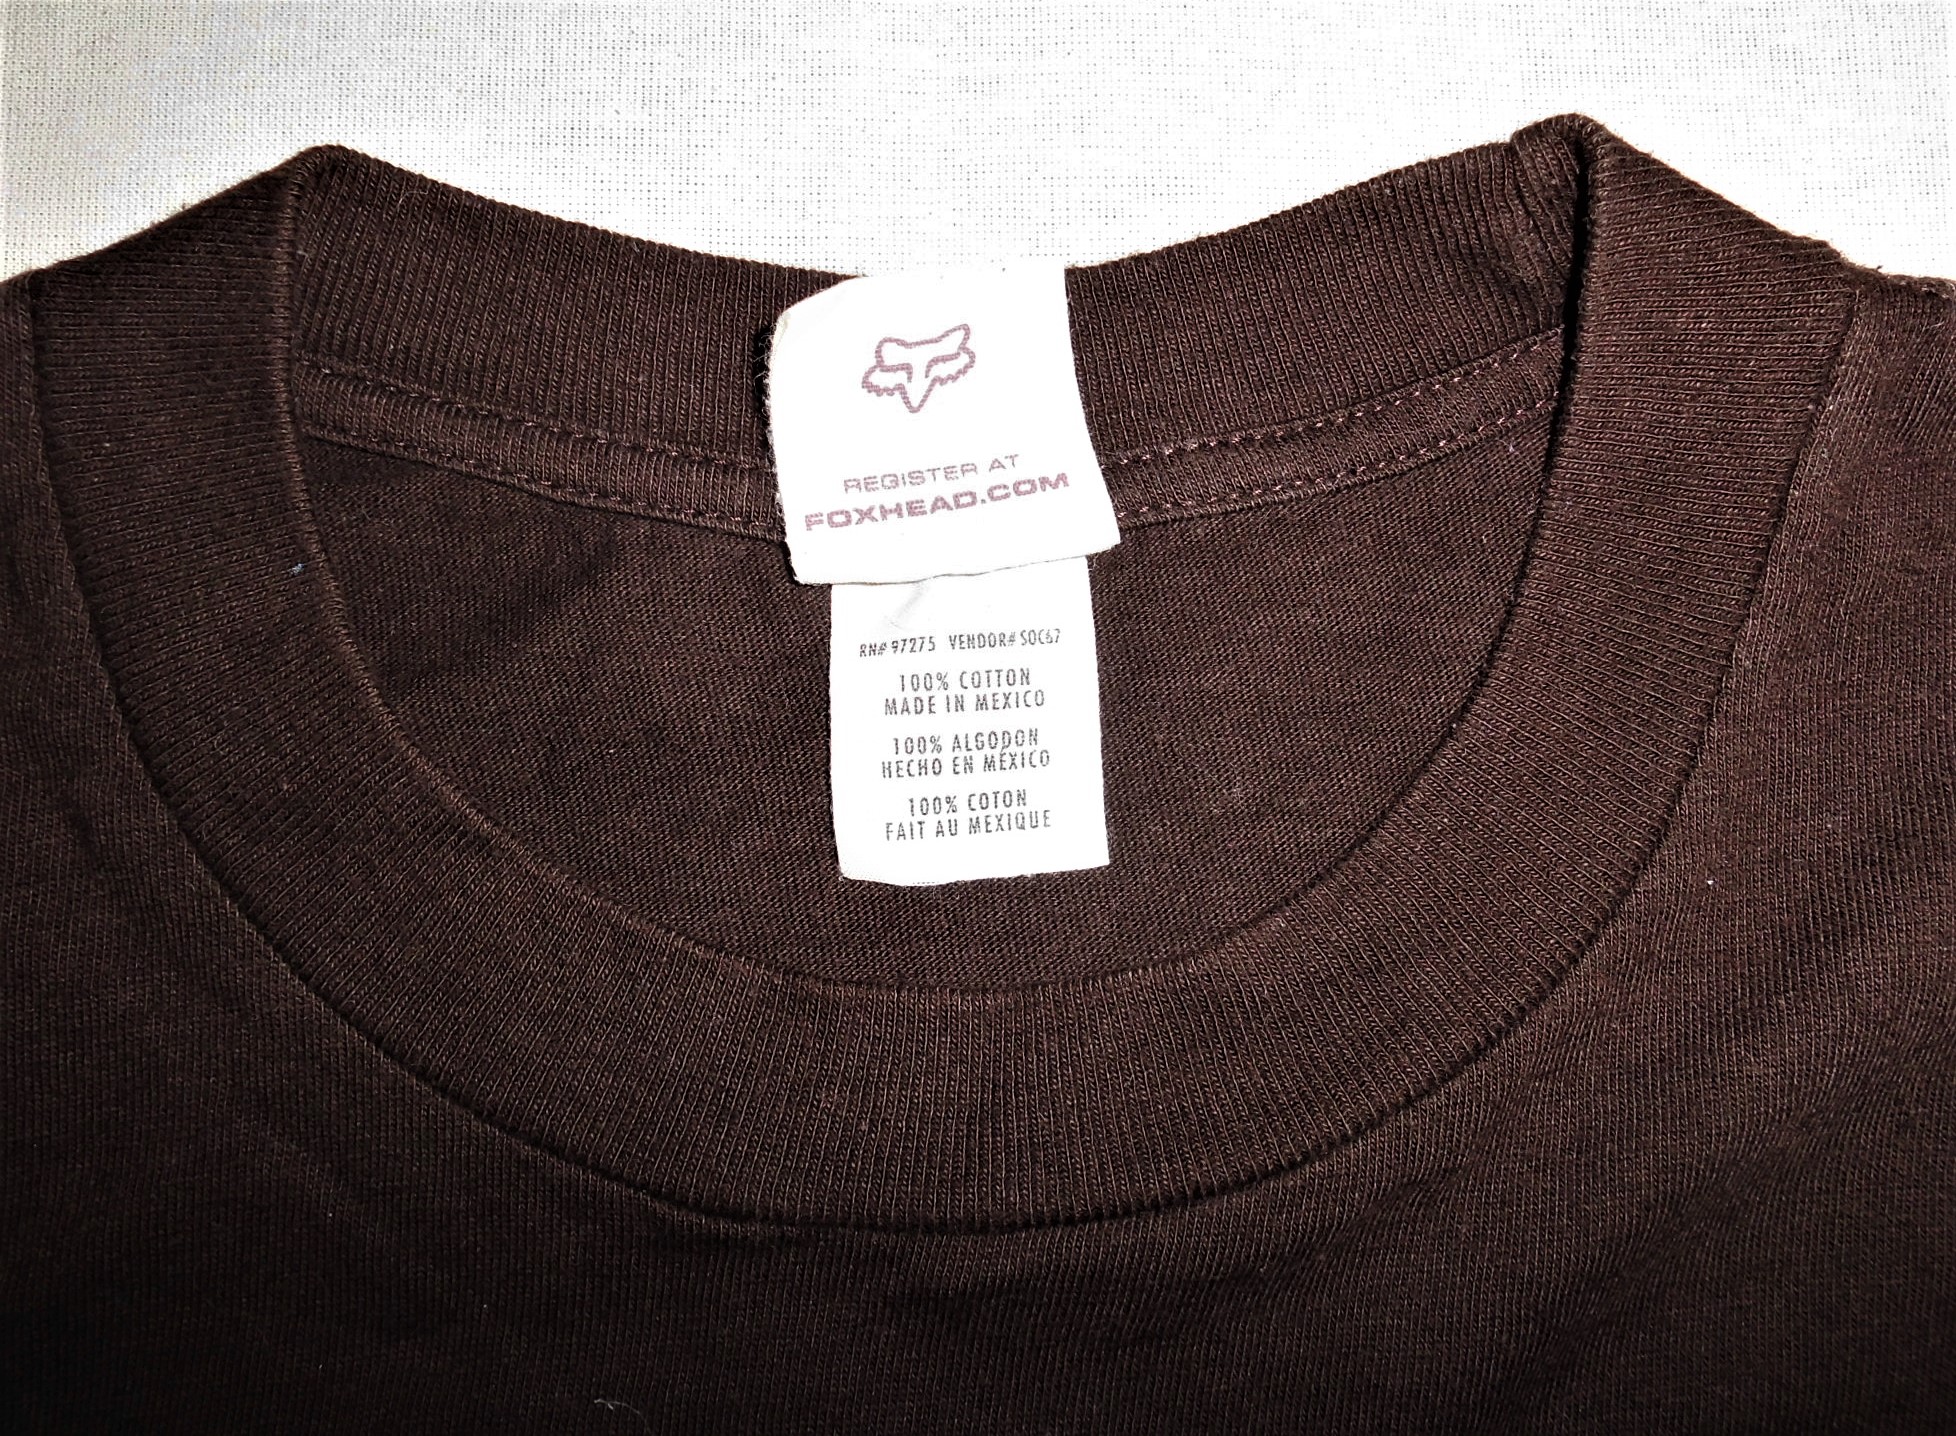 REGISTER AT
FOXHEAD.COM
RN# 97275 VENDOR# SOC67
100% COTTON
MADE IN MEXICO
100% ALGODON
HECHO EN MÉXICO
100% COTON
FAIT AU MEXIQUE